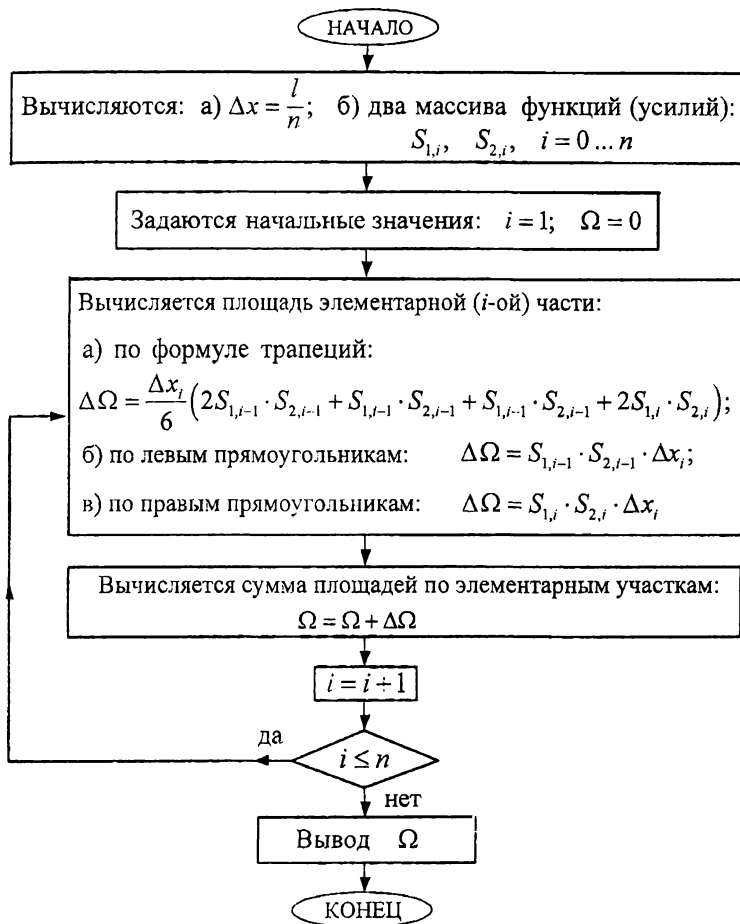 НАЧАЛО
Вычисляются: а) Δx = l/n; б) два массива функций (усилий):
S₁,ᵢ, S₂,ᵢ, i = 0 ... n
Задаются начальные значения: i = 1; Ω = 0
Вычисляется площадь элементарной (i-ой) части:
а) по формуле трапеций:
ΔΩ = Δxᵢ/6 (2S₁,ᵢ₋₁ · S₂,ᵢ₋₁ + S₁,ᵢ₋₁ · S₂,ᵢ₋₁ + S₁,ᵢ₋₁ · S₂,ᵢ₋₁ + 2S₁,ᵢ · S₂,ᵢ);
б) по левым прямоугольникам: ΔΩ = S₁,ᵢ₋₁ · S₂,ᵢ₋₁ · Δxᵢ;
в) по правым прямоугольникам: ΔΩ = S₁,ᵢ · S₂,ᵢ · Δxᵢ
Вычисляется сумма площадей по элементарным участкам:
Ω = Ω + ΔΩ
i = i + 1
да
i ≤ n
нет
Вывод Ω
КОНЕЦ